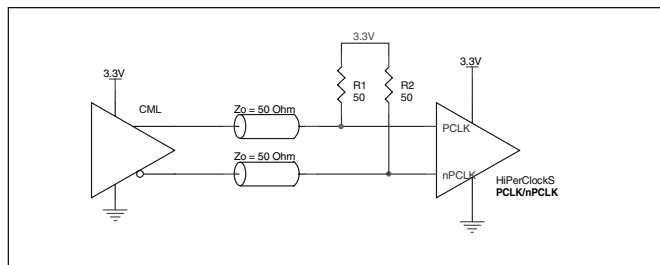 3.3V
3.3V
R1
50
R2
50
3.3V
CML
Zo = 50 Ohm
PCLK
Zo = 50 Ohm
nPCLK
HiPerClockS
PCLK/nPCLK